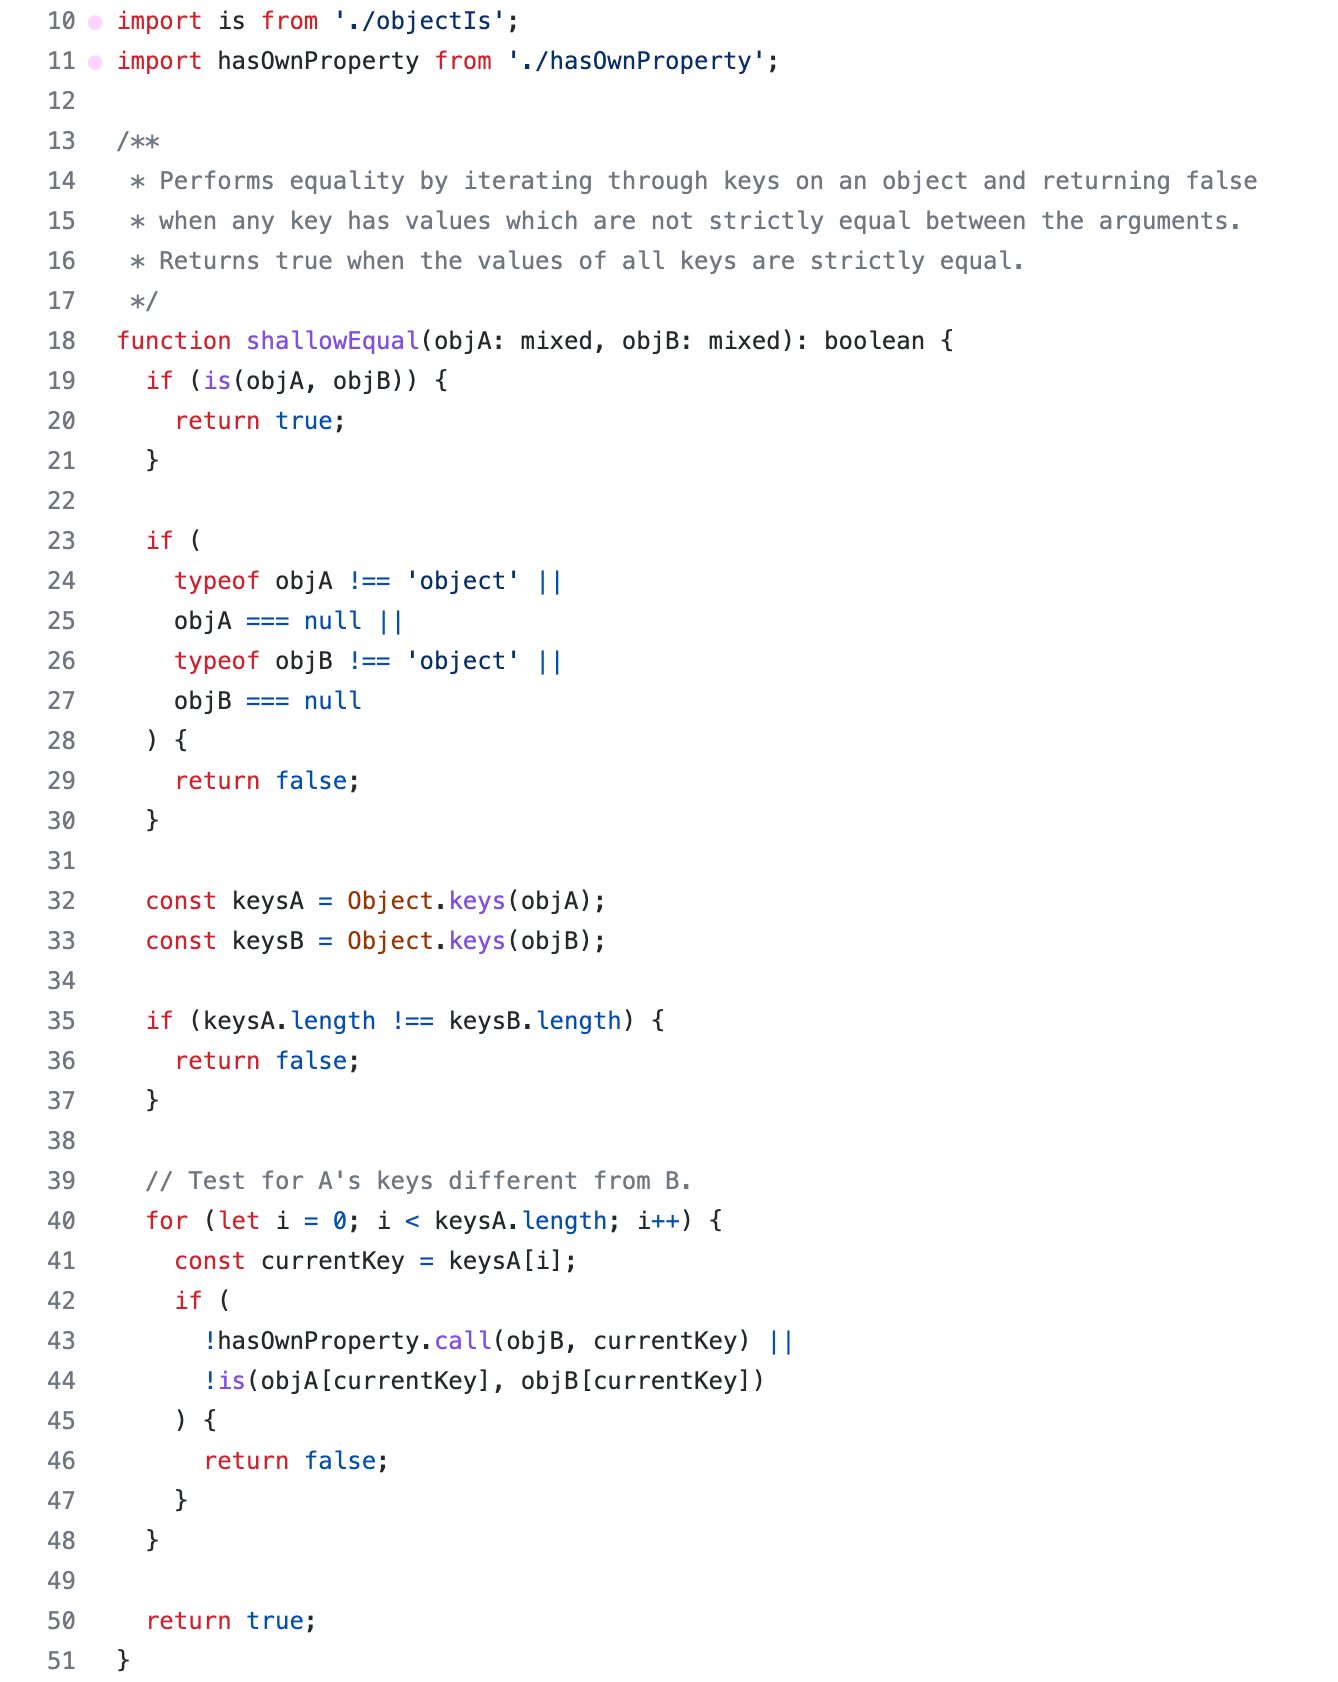 10 import is from './objectIs';
11 import hasOwnProperty from './hasOwnProperty';
12
13 /**
14  * Performs equality by iterating through keys on an object and returning false
15  * when any key has values which are not strictly equal between the arguments.
16  * Returns true when the values of all keys are strictly equal.
17  */
18 function shallowEqual(objA: mixed, objB: mixed): boolean {
19   if (is(objA, objB)) {
20     return true;
21   }
22
23   if (
24     typeof objA !== 'object' ||
25     objA === null ||
26     typeof objB !== 'object' ||
27     objB === null
28   ) {
29     return false;
30   }
31
32   const keysA = Object.keys(objA);
33   const keysB = Object.keys(objB);
34
35   if (keysA.length !== keysB.length) {
36     return false;
37   }
38
39   // Test for A's keys different from B.
40   for (let i = 0; i < keysA.length; i++) {
41     const currentKey = keysA[i];
42     if (
43       !hasOwnProperty.call(objB, currentKey) ||
44       !is(objA[currentKey], objB[currentKey])
45     ) {
46       return false;
47     }
48   }
49
50   return true;
51 }